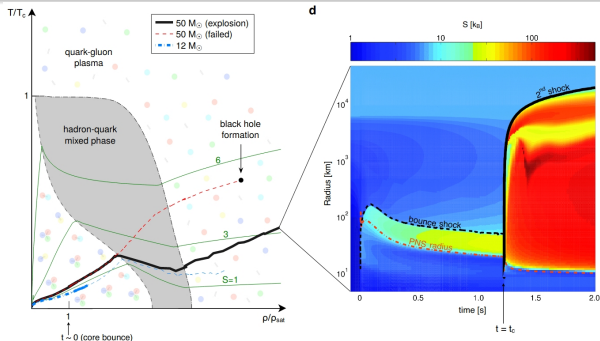 T/T_c
50 M_⊙ (explosion)
50 M_⊙ (failed)
12 M_⊙
quark-gluon
plasma
1
hadron-quark
mixed phase
black hole
formation
6
3
S=1
1
ρ/ρ_sat
t ~ 0 (core bounce)
d
S [k_B]
1
10
100
2^nd shock
10^4
10^3
10^2
10^1
Radius [km]
bounce shock
PNS radius
0
0.5
1.0
1.5
2.0
time [s]
t = t_c